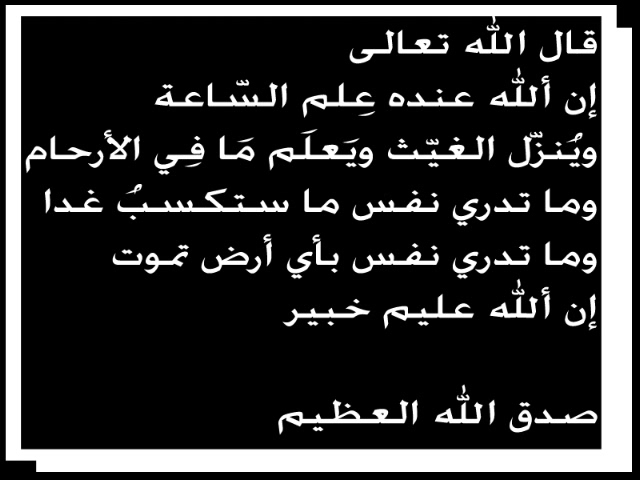 قال الله تعالى
إن ألله عنده عِلم السّاعة
ويُنزّل الغيّث ويَعلَم مَا فِي الأرحام
وما تدري نفس ما ستكسبُ غدا
وما تدري نفس بأي أرض تموت
إن ألله عليم خبير
صدق الله العظيم